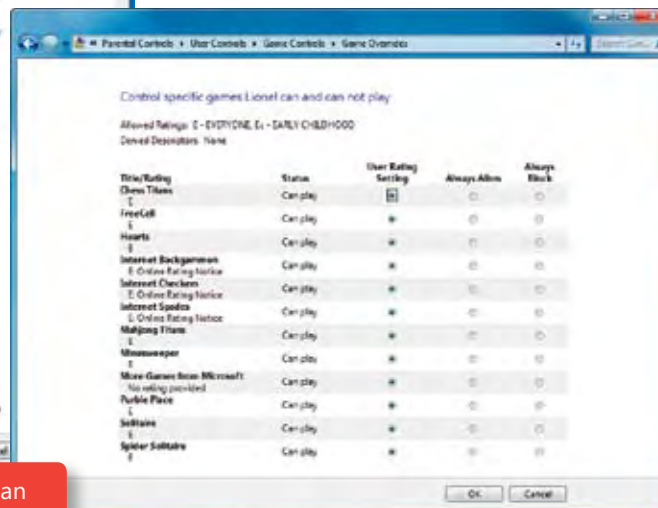 Parental Controls ▸ User Controls ▸ Game Controls ▸ Game Overrides
Control specific games Lionel can and can not play
Allowed Ratings: E - EVERYONE, Ec - EARLY CHILDHOOD
Denied Descriptors: None
Title/Rating Status User Rating Setting Always Allow Always Block
Chess Titans Can play
E
FreeCell Can play
E
Hearts Can play
E
Internet Backgammon Can play
E: Online Rating Notice
Internet Checkers Can play
E: Online Rating Notice
Internet Spades Can play
E: Online Rating Notice
Mahjong Titans Can play
E
Minesweeper Can play
E
More Games from Microsoft Can play
No rating provided
Purble Place Can play
E
Solitaire Can play
E
Spider Solitaire Can play
E
OK Cancel
an